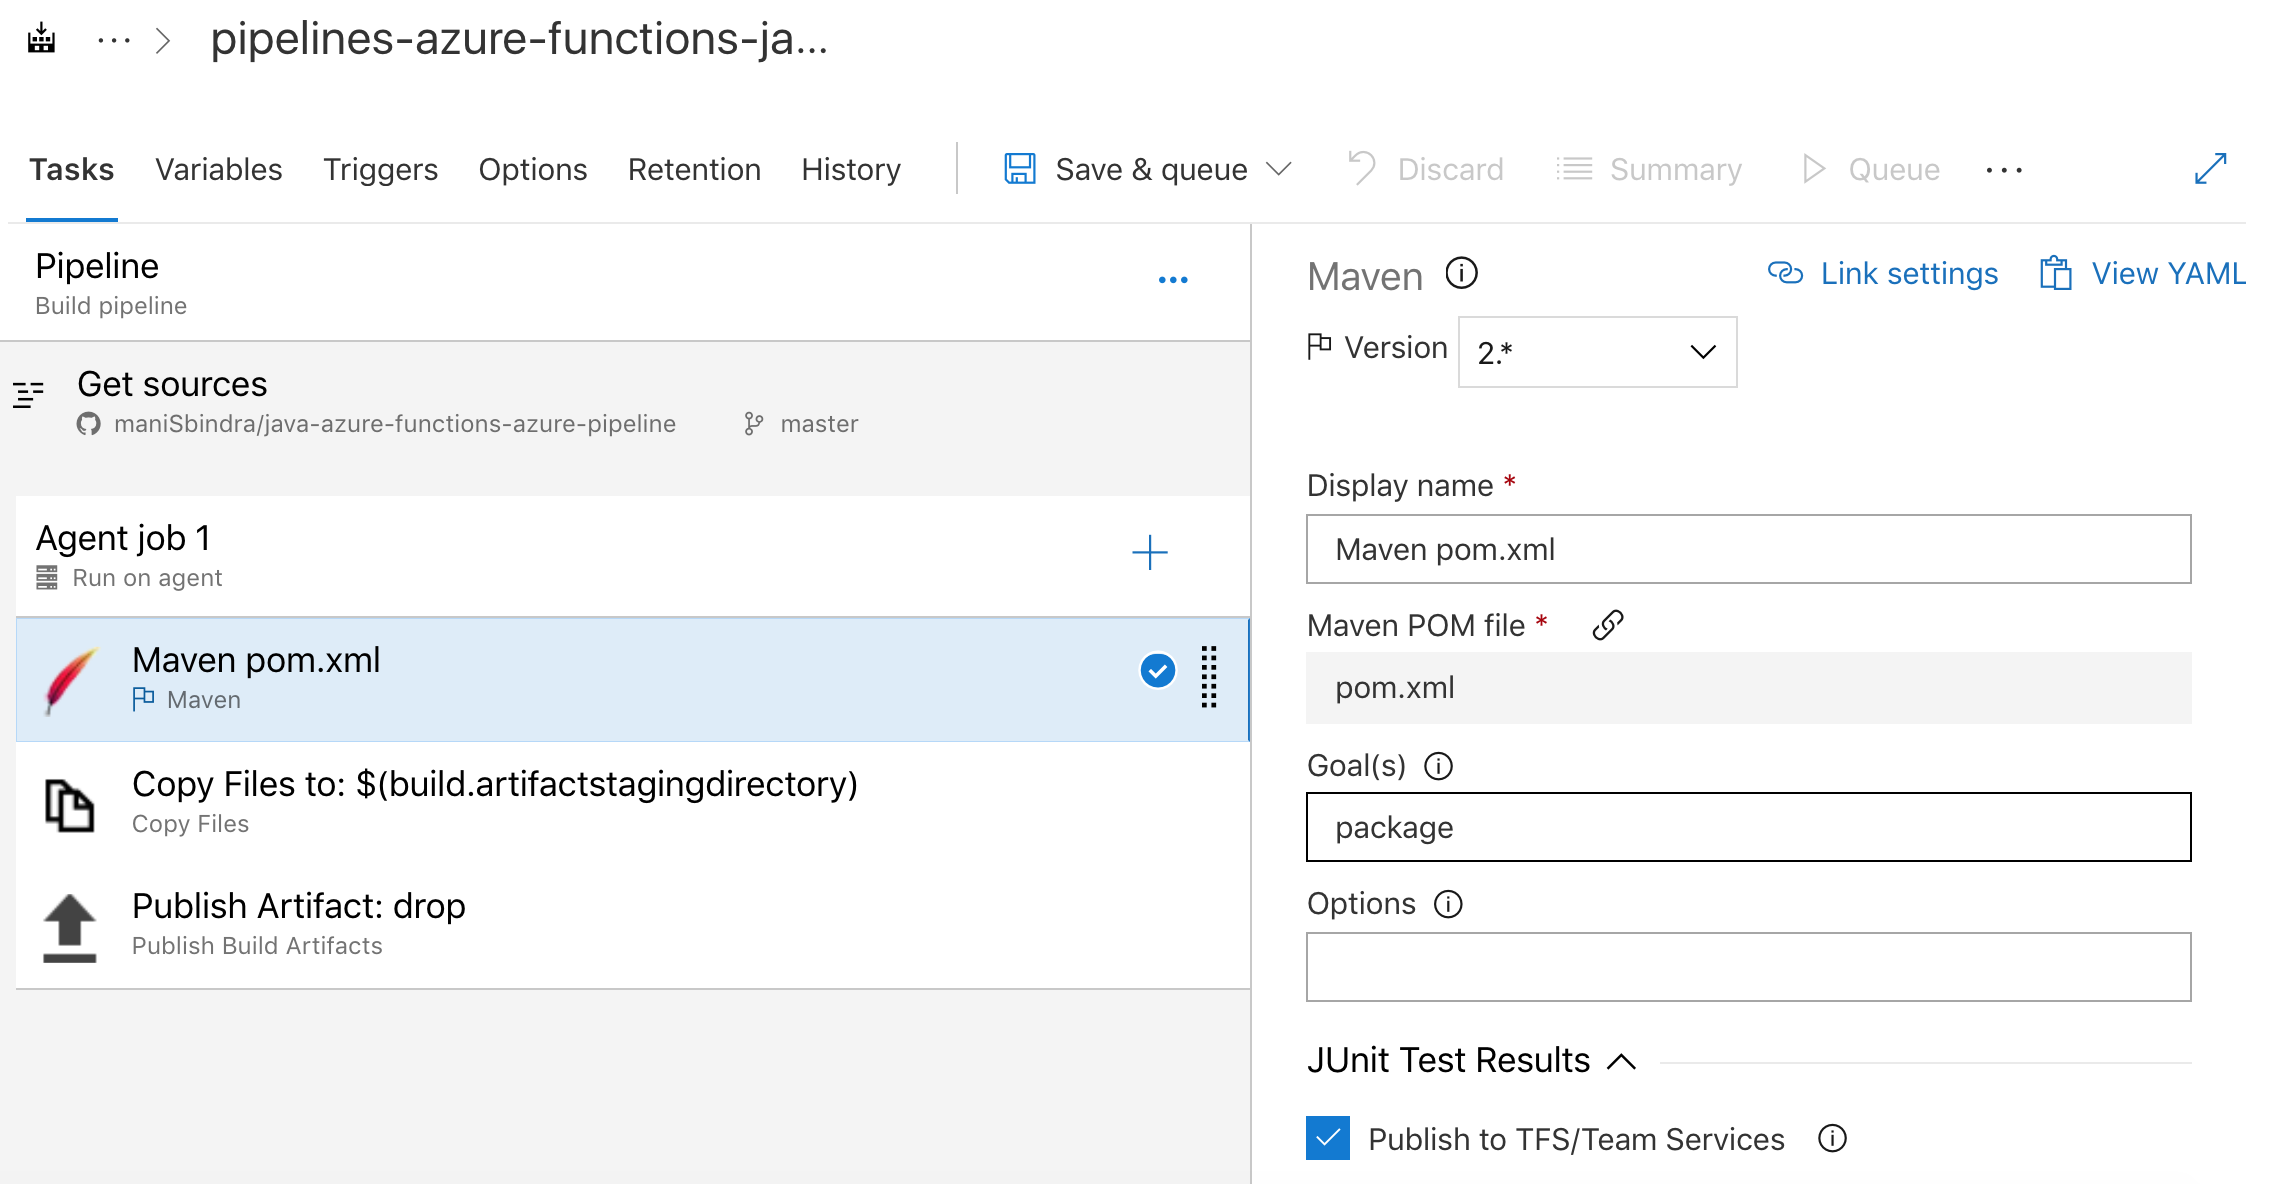 pipelines-azure-functions-ja...
Tasks Variables Triggers Options Retention History Save & queue Discard Summary Queue
Pipeline
Build pipeline
Get sources
maniSbindra/java-azure-functions-azure-pipeline master
Agent job 1
Run on agent
Maven pom.xml
Maven
Copy Files to: $(build.artifactstagingdirectory)
Copy Files
Publish Artifact: drop
Publish Build Artifacts
Maven Link settings View YAML
Version 2.*
Display name *
Maven pom.xml
Maven POM file *
pom.xml
Goal(s)
package
Options
JUnit Test Results
Publish to TFS/Team Services